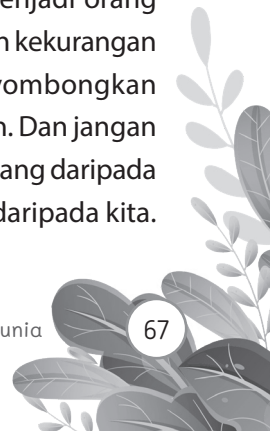 enjadi orang
n kekurangan
yombongkan
n. Dan jangan
ang daripada
daripada kita.
unia
67